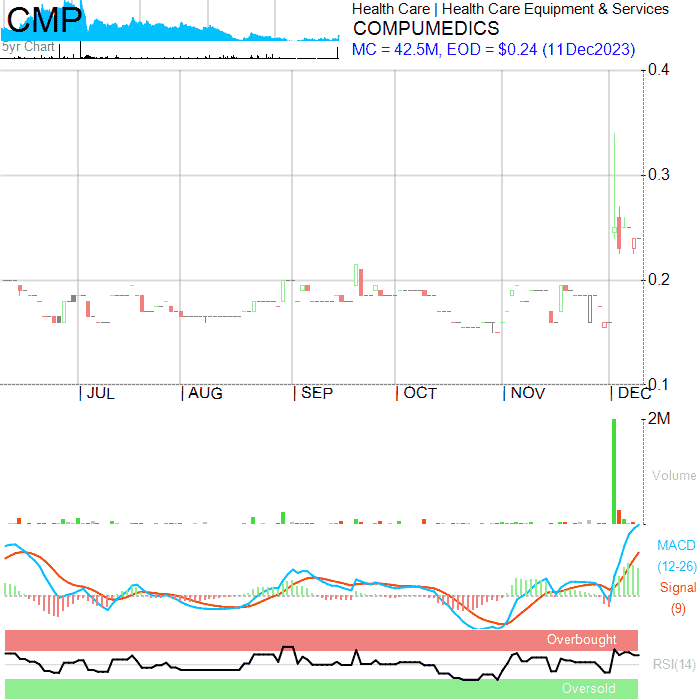 CMP
Health Care | Health Care Equipment & Services
COMPUMEDICS
5yr Chart
MC = 42.5M, EOD = $0.24 (11Dec2023)
0.4
0.3
0.2
0.1
JUL
AUG
SEP
OCT
NOV
DEC
2M
Volume
MACD
(12-26)
Signal
(9)
Overbought
RSI(14)
Oversold